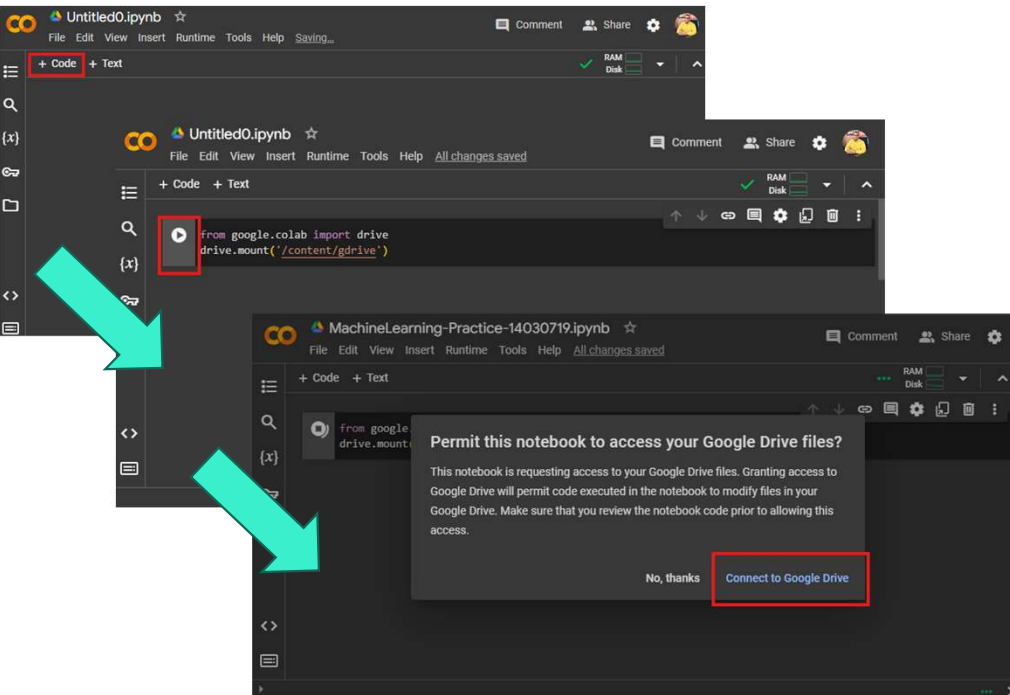 Untitled0.ipynb
Comment Share
File Edit View Insert Runtime Tools Help Saving...
+ Code + Text
RAM
Disk
{x}
Untitled0.ipynb
Comment Share
File Edit View Insert Runtime Tools Help All changes saved
+ Code + Text
RAM
Disk
from google.colab import drive
drive.mount('/content/gdrive')
{x}
MachineLearning-Practice-14030719.ipynb
Comment Share
File Edit View Insert Runtime Tools Help All changes saved
+ Code + Text
RAM
Disk
from google.
drive.mount
{x}
Permit this notebook to access your Google Drive files?
This notebook is requesting access to your Google Drive files. Granting access to
Google Drive will permit code executed in the notebook to modify files in your
Google Drive. Make sure that you review the notebook code prior to allowing this
access.
No, thanks Connect to Google Drive